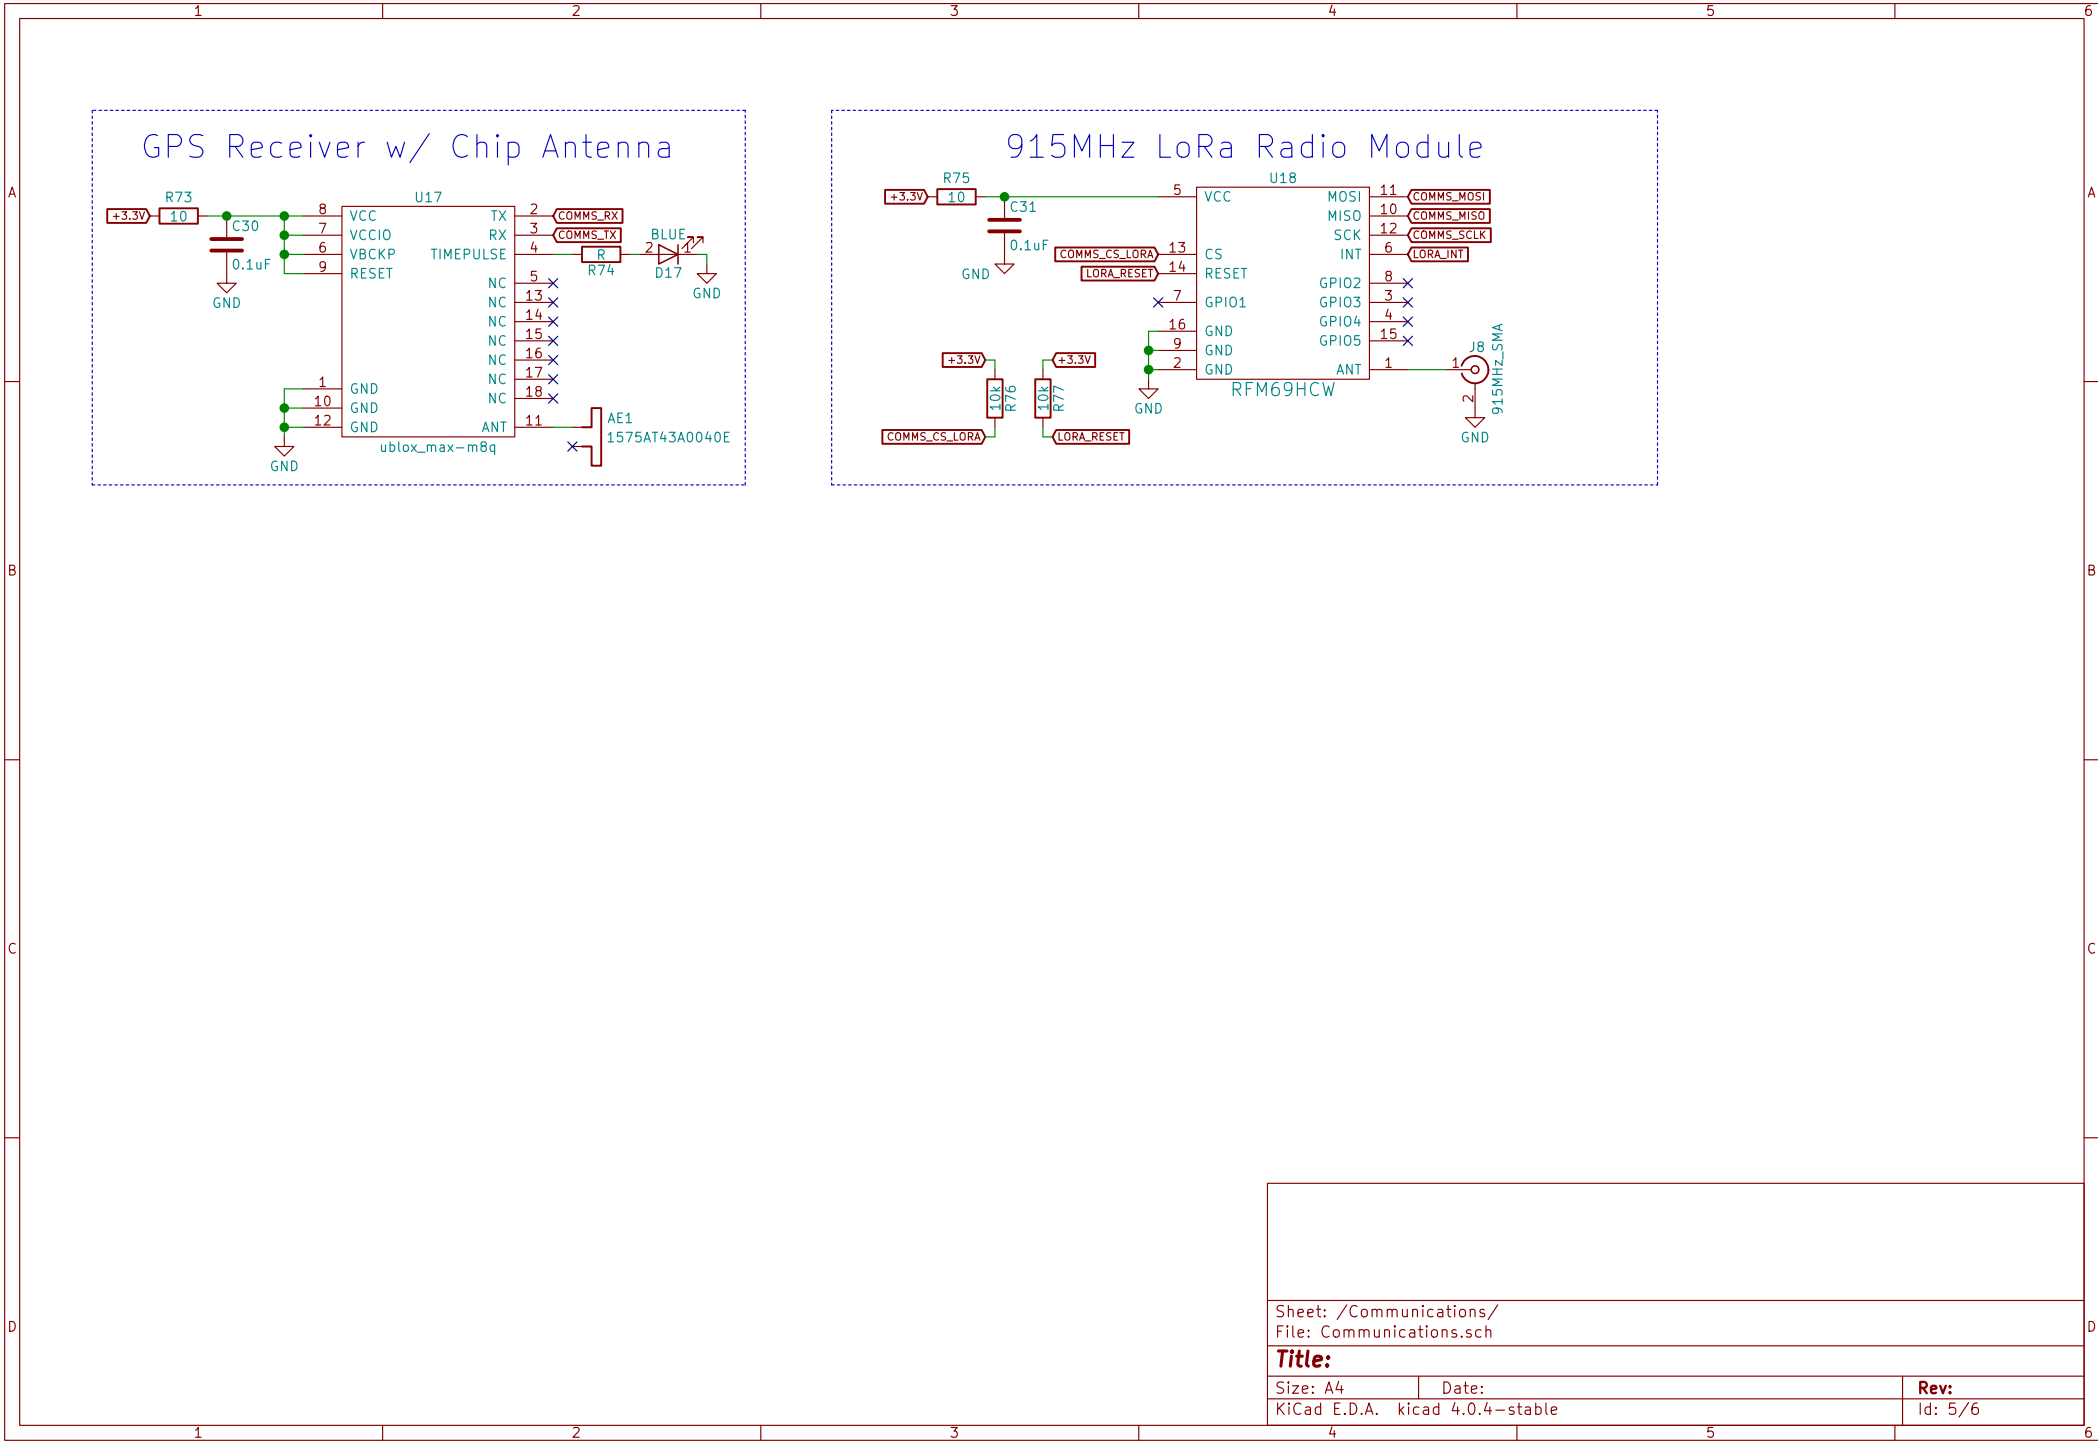 1 2 3 4 5 6
A
B
C
D
A
B
C
D
GPS Receiver w/ Chip Antenna
+3.3V
R73
10
C30
0.1uF
GND
U17
8 VCC
7 VCCIO
6 VBCKP
9 RESET
1 GND
10 GND
12 GND
GND
TX 2 COMMS_RX
RX 3 COMMS_TX
TIMEPULSE 4
R
R74
BLUE
2 1
D17
GND
NC 5
NC 13
NC 14
NC 15
NC 16
NC 17
NC 18
ANT 11
AE1
1575AT43A0040E
ublox_max-m8q
915MHz LoRa Radio Module
+3.3V
R75
10
C31
0.1uF
GND
U18
5 VCC
COMMS_CS_LORA 13 CS
LORA_RESET 14 RESET
7 GPIO1
16 GND
9 GND
2 GND
GND
MOSI 11 COMMS_MOSI
MISO 10 COMMS_MISO
SCK 12 COMMS_SCLK
INT 6 LORA_INT
GPIO2 8
GPIO3 3
GPIO4 4
GPIO5 15
ANT 1
RFM69HCW
J8
1
2
915MHz_SMA
GND
+3.3V
10k
R76
COMMS_CS_LORA
+3.3V
10k
R77
LORA_RESET
Sheet: /Communications/
File: Communications.sch
Title:
Size: A4 Date: Rev:
KiCad E.D.A. kicad 4.0.4-stable Id: 5/6
1 2 3 4 5 6